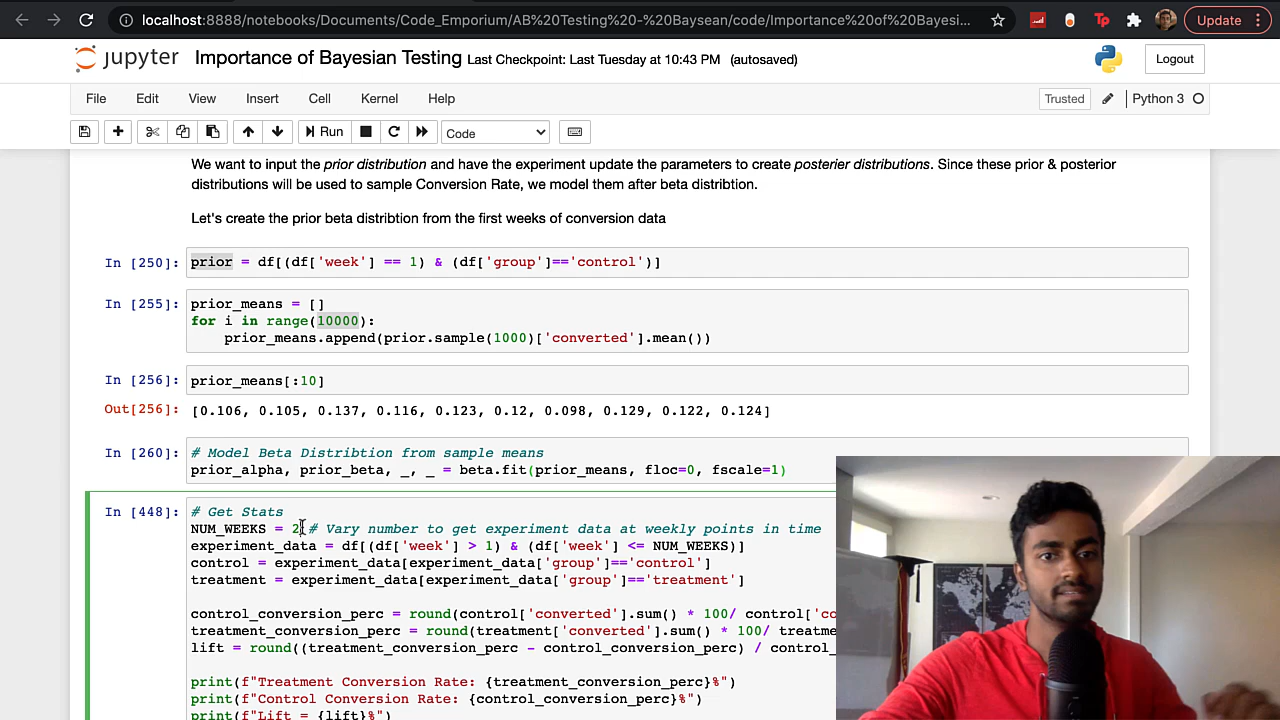 localhost:8888/notebooks/Documents/Code_Emporium/AB%20Testing%20-%20Baysean/code/Importance%20of%20Bayesi...
Tp
Update
jupyter Importance of Bayesian Testing Last Checkpoint: Last Tuesday at 10:43 PM (autosaved)
Logout
File Edit View Insert Cell Kernel Help
Trusted Python 3
Run Code
We want to input the prior distribution and have the experiment update the parameters to create posterier distributions. Since these prior & posterior
distributions will be used to sample Conversion Rate, we model them after beta distribtion.
Let's create the prior beta distribtion from the first weeks of conversion data
In [250]: prior = df[(df['week'] == 1) & (df['group']=='control')]
In [255]: prior_means = []
for i in range(10000):
prior_means.append(prior.sample(1000)['converted'].mean())
In [256]: prior_means[:10]
Out[256]: [0.106, 0.105, 0.137, 0.116, 0.123, 0.12, 0.098, 0.129, 0.122, 0.124]
In [260]: # Model Beta Distribtion from sample means
prior_alpha, prior_beta, _, _ = beta.fit(prior_means, floc=0, fscale=1)
In [448]: # Get Stats
NUM_WEEKS = 2 # Vary number to get experiment data at weekly points in time
experiment_data = df[(df['week'] > 1) & (df['week'] <= NUM_WEEKS)]
control = experiment_data[experiment_data['group']=='control']
treatment = experiment_data[experiment_data['group']=='treatment']
control_conversion_perc = round(control['converted'].sum() * 100/ control['co
treatment_conversion_perc = round(treatment['converted'].sum() * 100/ treatme
lift = round((treatment_conversion_perc - control_conversion_perc) / control_
print(f"Treatment Conversion Rate: {treatment_conversion_perc}%")
print(f"Control Conversion Rate: {control_conversion_perc}%")
print(f"Lift = {lift}%")